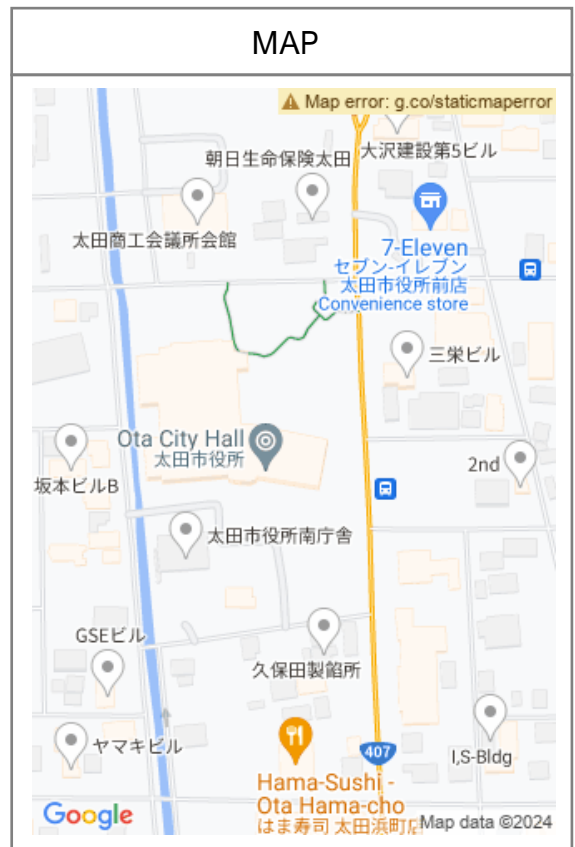 MAP
Map error: g.co/staticmaperror
大沢建設第5ビル
朝日生命保険太田
太田商工会議所会館
7-Eleven
セブン-イレブン
太田市役所前店
Convenience store
三栄ビル
Ota City Hall
太田市役所
2nd
坂本ビルB
太田市役所南庁舎
GSEビル
久保田製餡所
ヤマキビル
407
I,S-Bldg
Hama-Sushi -
Ota Hama-cho
はま寿司 太田浜町店
Google
Map data ©2024